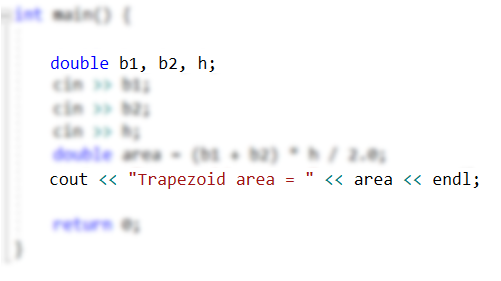 int main() {
double b1, b2, h;
cin >> b1;
cin >> b2;
cin >> h;
double area = (b1 + b2) * h / 2.0;
cout << "Trapezoid area = " << area << endl;
return 0;
}